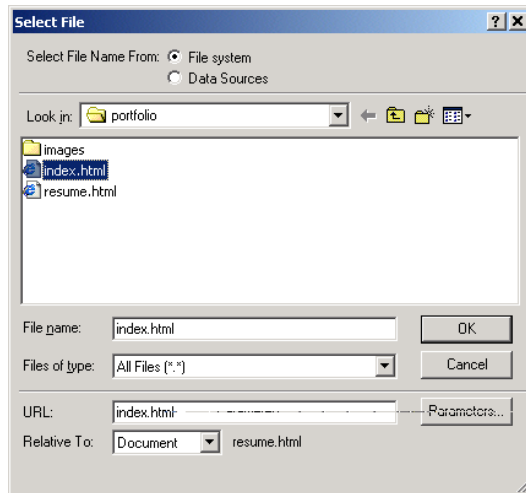 Select File
Select File Name From: File system
Data Sources
Look in: portfolio
images
index.html
resume.html
File name: index.html OK
Files of type: All Files (*.*) Cancel
URL: index.html Parameters...
Relative To: Document resume.html